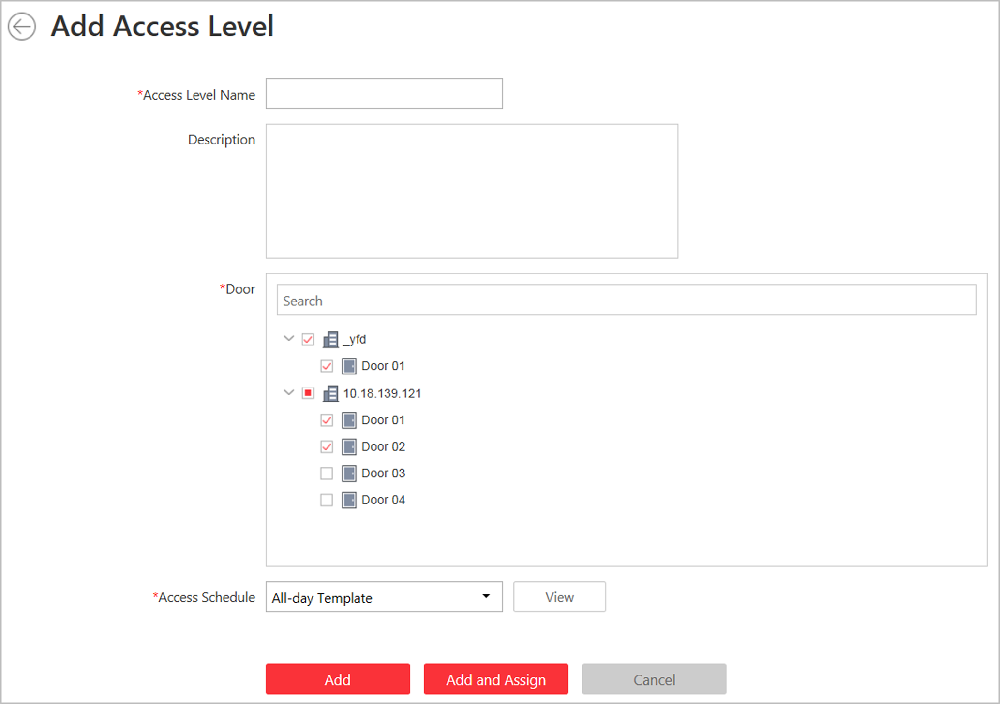 Add Access Level
*Access Level Name
Description
*Door
Search
_yfd
Door 01
10.18.139.121
Door 01
Door 02
Door 03
Door 04
*Access Schedule All-day Template View
Add Add and Assign Cancel